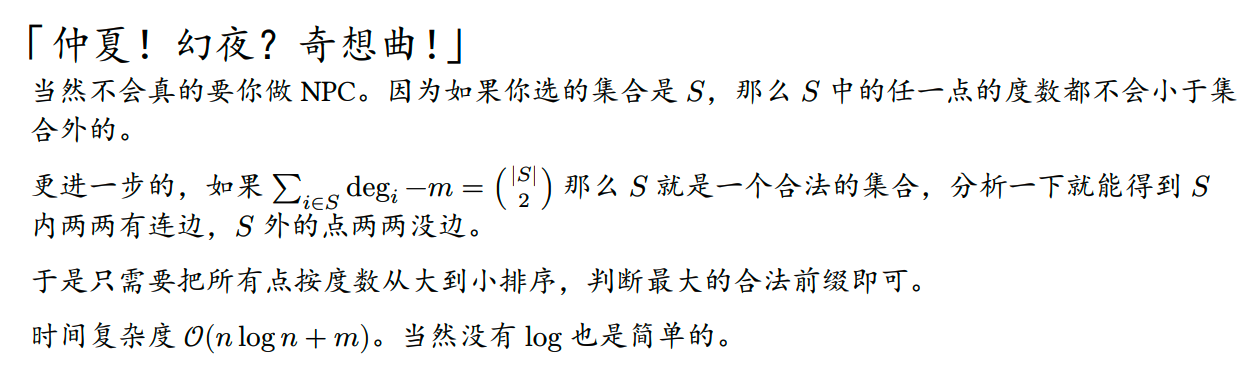 「仲夏！幻夜？奇想曲！」
当然不会真的要你做 NPC。因为如果你选的集合是 S，那么 S 中的任一点的度数都不会小于集
合外的。
更进一步的，如果 ∑_{i∈S} deg_i −m = \binom{|S|}{2} 那么 S 就是一个合法的集合，分析一下就能得到 S
内两两有连边，S 外的点两两没边。
于是只需要把所有点按度数从大到小排序，判断最大的合法前缀即可。
时间复杂度 𝒪(n log n + m)。当然没有 log 也是简单的。